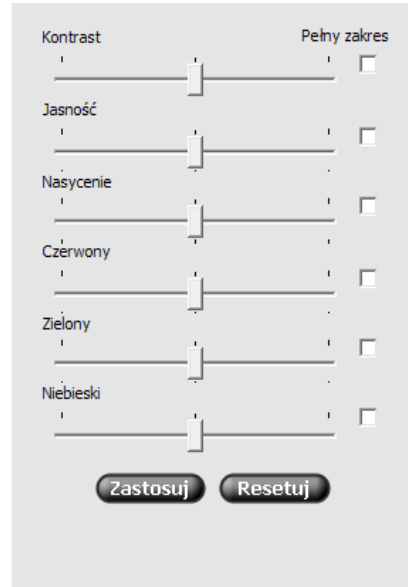 Kontrast Pełny zakres
Jasność
Nasycenie
Czerwony
Zielony
Niebieski
Zastosuj Resetuj